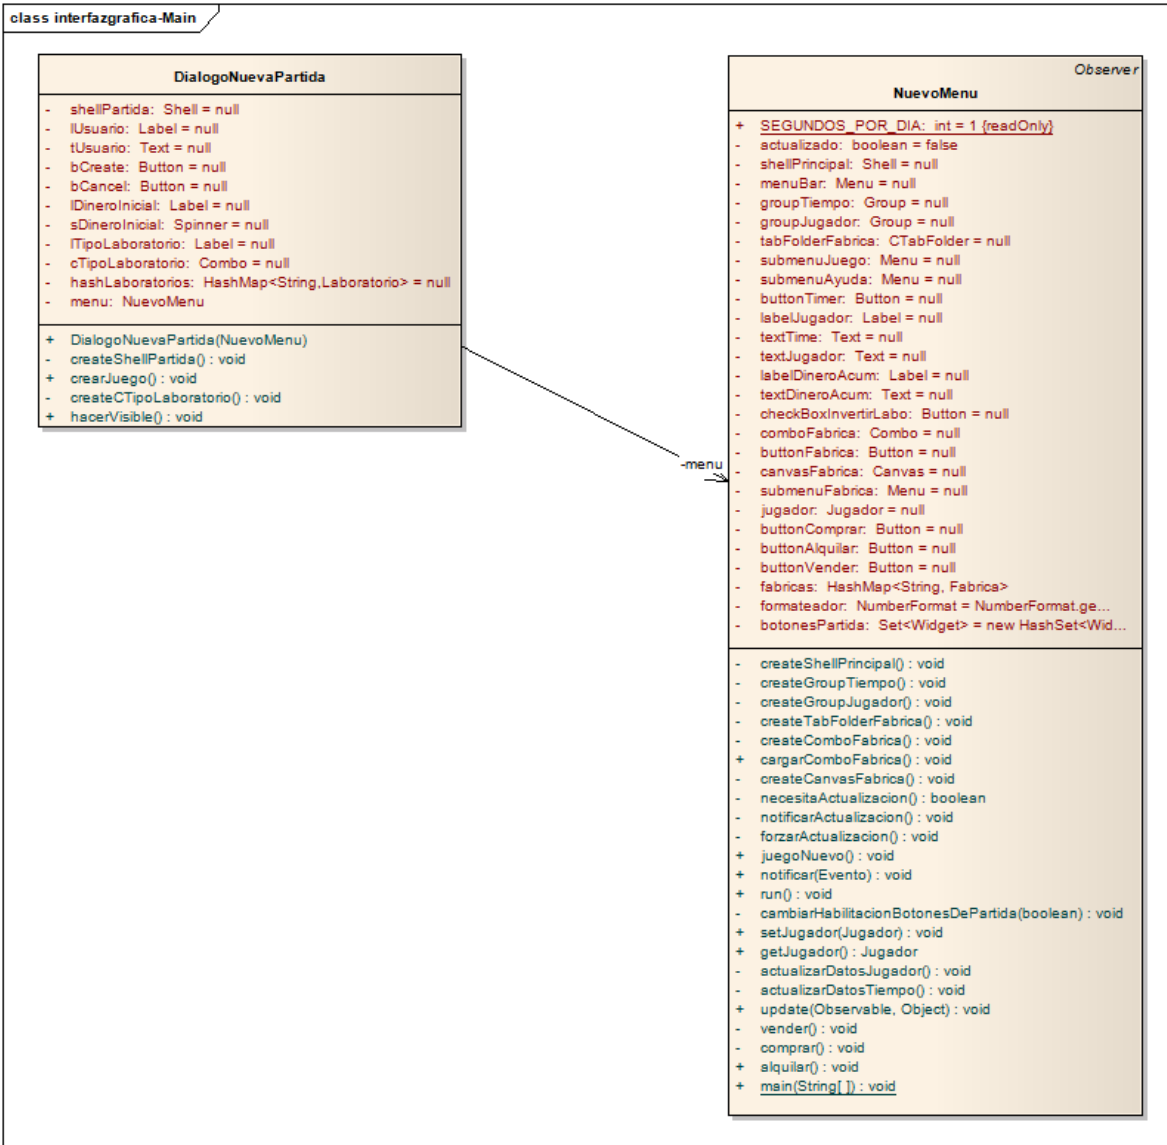 class interfazgrafica-Main
DialogoNuevaPartida
- shellPartida: Shell = null
- lUsuario: Label = null
- tUsuario: Text = null
- bCreate: Button = null
- bCancel: Button = null
- lDineroInicial: Label = null
- sDineroInicial: Spinner = null
- lTipoLaboratorio: Label = null
- cTipoLaboratorio: Combo = null
- hashLaboratorios: HashMap<String,Laboratorio> = null
- menu: NuevoMenu
+ DialogoNuevaPartida(NuevoMenu)
- createShellPartida() : void
+ crearJuego() : void
- createCTipoLaboratorio() : void
+ hacerVisible() : void
-menu
Observer
NuevoMenu
+ SEGUNDOS_POR_DIA: int = 1 {readOnly}
- actualizado: boolean = false
- shellPrincipal: Shell = null
- menuBar: Menu = null
- groupTiempo: Group = null
- groupJugador: Group = null
- tabFolderFabrica: CTabFolder = null
- submenuJuego: Menu = null
- submenuAyuda: Menu = null
- buttonTimer: Button = null
- labelJugador: Label = null
- textTime: Text = null
- textJugador: Text = null
- labelDineroAcum: Label = null
- textDineroAcum: Text = null
- checkBoxInvertirLabo: Button = null
- comboFabrica: Combo = null
- buttonFabrica: Button = null
- canvasFabrica: Canvas = null
- submenuFabrica: Menu = null
- jugador: Jugador = null
- buttonComprar: Button = null
- buttonAlquilar: Button = null
- buttonVender: Button = null
- fabricas: HashMap<String, Fabrica>
- formateador: NumberFormat = NumberFormat.ge...
- botonesPartida: Set<Widget> = new HashSet<Wid...
- createShellPrincipal() : void
- createGroupTiempo() : void
- createGroupJugador() : void
- createTabFolderFabrica() : void
- createComboFabrica() : void
+ cargarComboFabrica() : void
- createCanvasFabrica() : void
- necesitaActualizacion() : boolean
- notificarActualizacion() : void
- forzarActualizacion() : void
+ juegoNuevo() : void
+ notificar(Evento) : void
+ run() : void
- cambiarHabilitacionBotonesDePartida(boolean) : void
+ setJugador(Jugador) : void
+ getJugador() : Jugador
- actualizarDatosJugador() : void
- actualizarDatosTiempo() : void
+ update(Observable, Object) : void
- vender() : void
- comprar() : void
+ alquilar() : void
+ main(String[ ]) : void